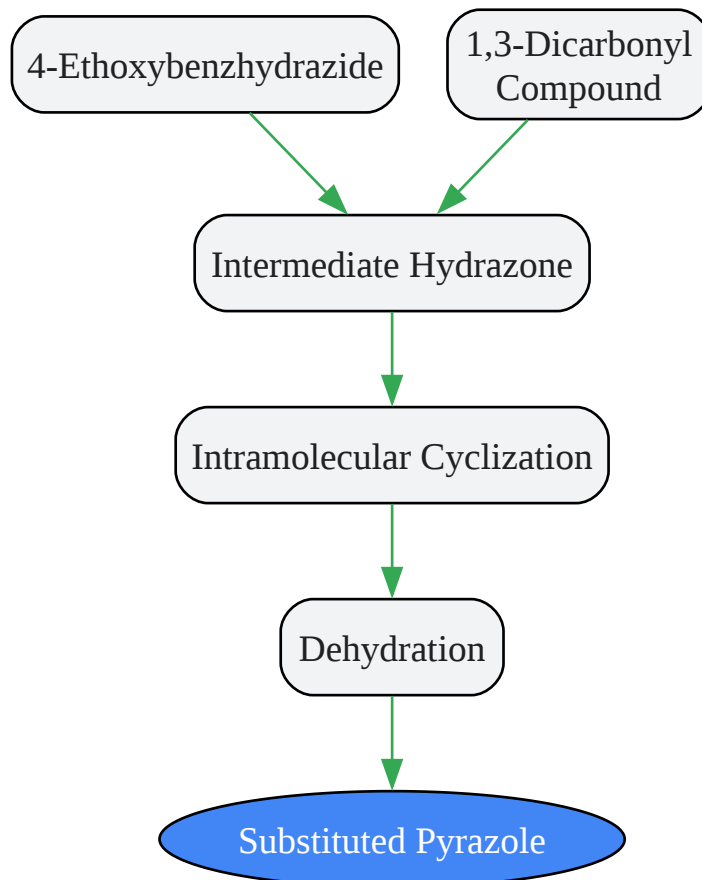 4-Ethoxybenzhydrazide
1,3-Dicarbonyl
Compound
Intermediate Hydrazone
Intramolecular Cyclization
Dehydration
Substituted Pyrazole